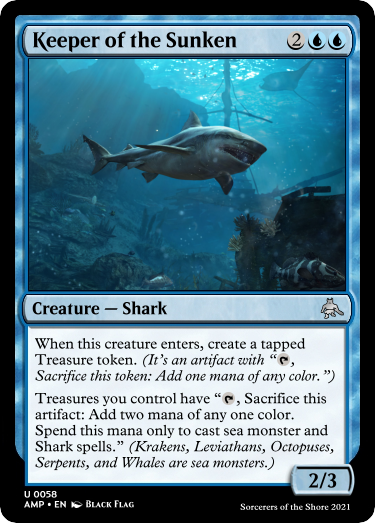 Keeper of the Sunken 2
Creature — Shark
When this creature enters, create a tapped
Treasure token. (It's an artifact with “, 
Sacrifice this token: Add one mana of any color.”)
Treasures you control have “, Sacrifice this
artifact: Add two mana of any one color.
Spend this mana only to cast sea monster and
Shark spells.” (Krakens, Leviathans, Octopuses,
Serpents, and Whales are sea monsters.)
2/3
U 0058
AMP • EN Black Flag
Sorcerers of the Shore 2021